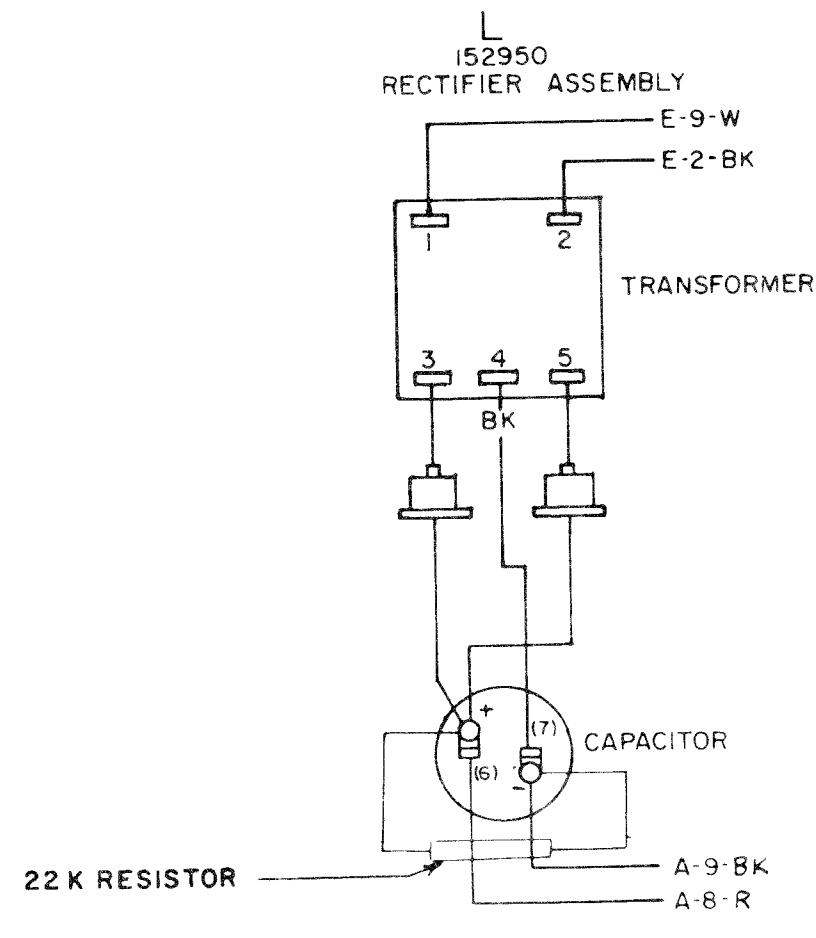 L
152950
RECTIFIER ASSEMBLY
E-9-W
E-2-BK
1 2
TRANSFORMER
3 4 5
BK
+
(7)
CAPACITOR
(6)
-
A-9-BK
22K RESISTOR
A-8-R